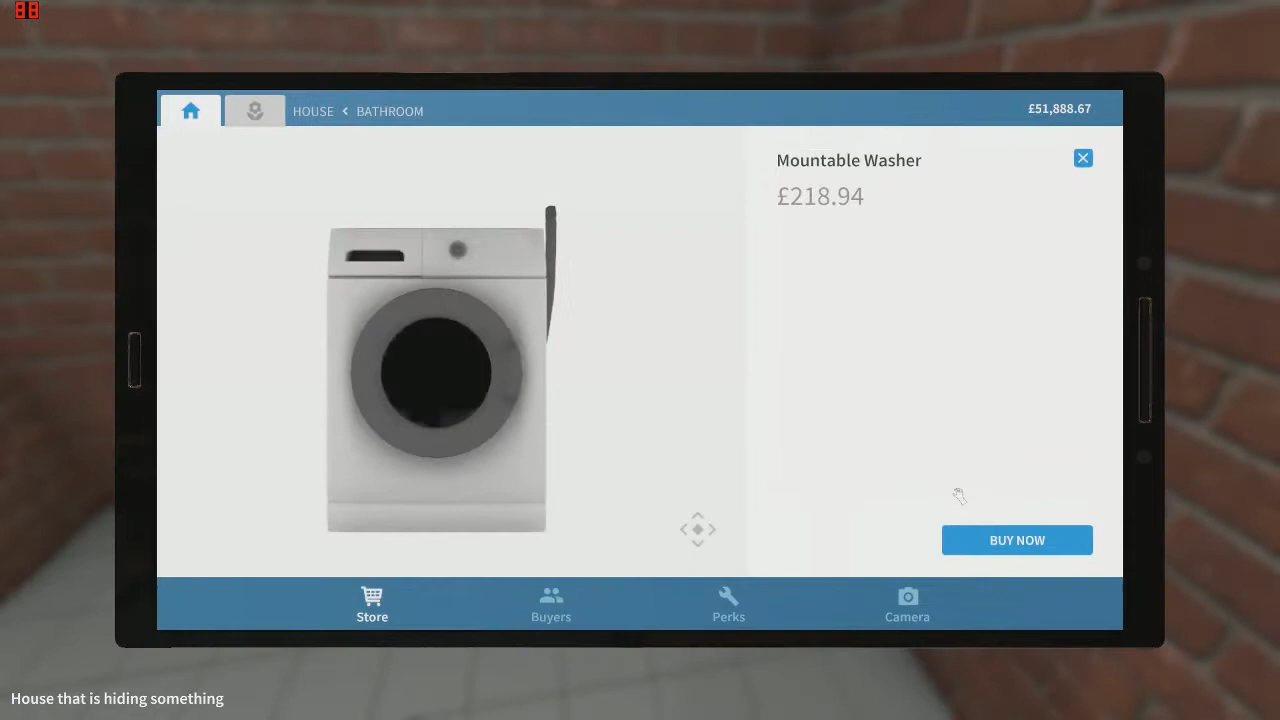 88
HOUSE < BATHROOM
£51,888.67
Mountable Washer
£218.94
BUY NOW
Store
Buyers
Perks
Camera
House that is hiding something